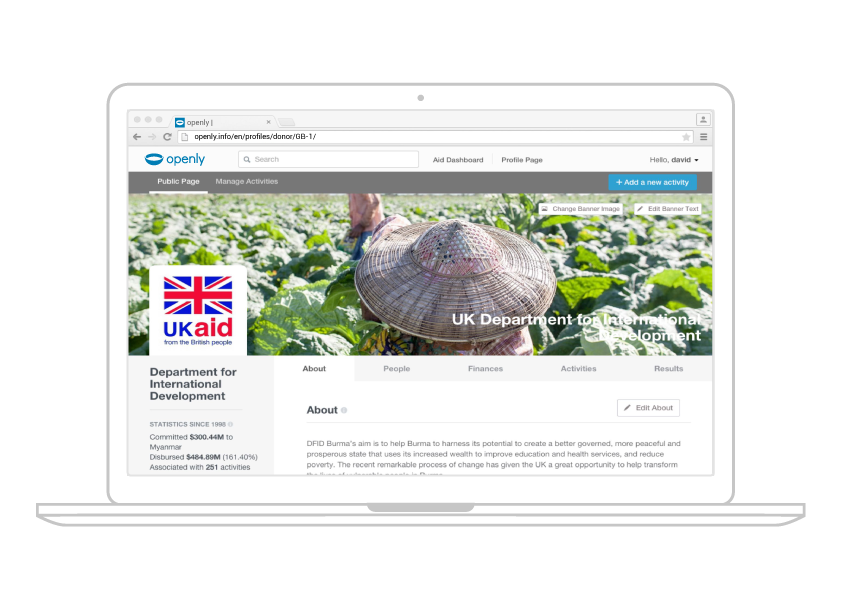 openly |
openly.info/en/profiles/donor/GB-1/
openly
Search
Aid Dashboard
Profile Page
Hello, david
Public Page
Manage Activities
+ Add a new activity
Change Banner Image
Edit Banner Text
UK Department for International
Development
UKaid
from the British people
Department for
International
Development
STATISTICS SINCE 1998
Committed $300.44M to
Myanmar
Disbursed $484.89M (161.40%)
Associated with 251 activities
About
People
Finances
Activities
Results
About
Edit About
DFID Burma's aim is to help Burma to harness its potential to create a better governed, more peaceful and
prosperous state that uses its increased wealth to improve education and health services, and reduce
poverty. The recent remarkable process of change has given the UK a great opportunity to help transform